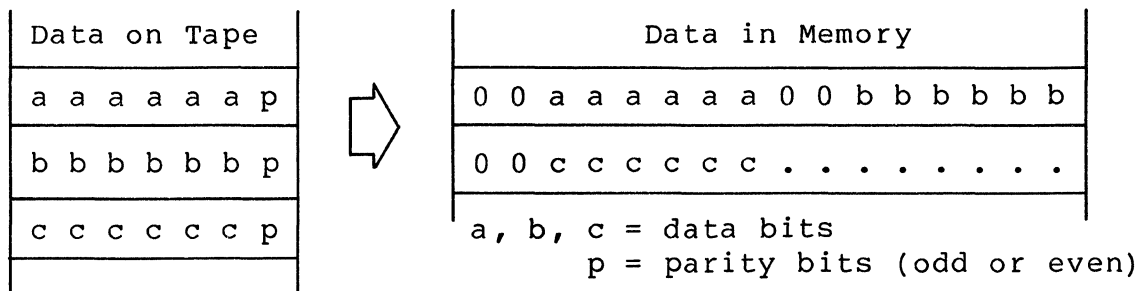 Data on Tape
a a a a a a p
b b b b b b p
c c c c c c p
Data in Memory
0 0 a a a a a a 0 0 b b b b b b
0 0 c c c c c c . . . . . . . .
a, b, c = data bits
p = parity bits (odd or even)